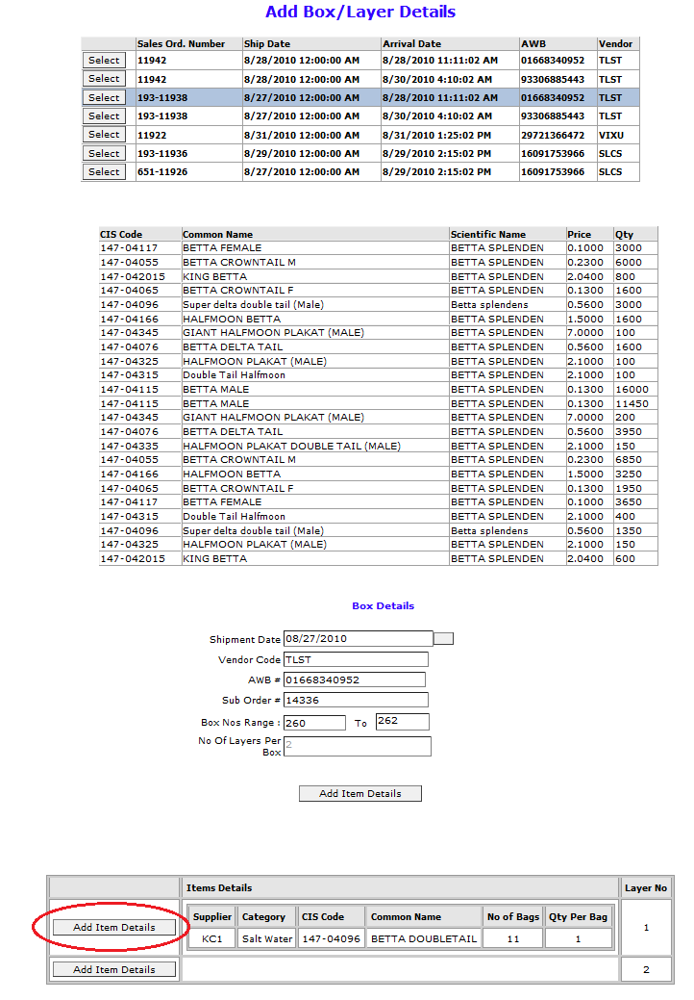 Add Box/Layer Details
Sales Ord. Number Ship Date Arrival Date AWB Vendor
Select 11942 8/28/2010 12:00:00 AM 8/28/2010 11:11:02 AM 01668340952 TLST
Select 11942 8/28/2010 12:00:00 AM 8/30/2010 4:10:02 AM 93306885443 TLST
Select 193-11938 8/27/2010 12:00:00 AM 8/28/2010 11:11:02 AM 01668340952 TLST
Select 193-11938 8/27/2010 12:00:00 AM 8/30/2010 4:10:02 AM 93306885443 TLST
Select 11922 8/31/2010 12:00:00 AM 8/31/2010 1:25:02 PM 29721366472 VIXU
Select 193-11936 8/29/2010 12:00:00 AM 8/29/2010 2:15:02 PM 16091753966 SLCS
Select 651-11926 8/27/2010 12:00:00 AM 8/29/2010 2:15:02 PM 16091753966 SLCS
CIS Code Common Name Scientific Name Price Qty
147-04117 BETTA FEMALE BETTA SPLENDEN 0.1000 3000
147-04055 BETTA CROWNTAIL M BETTA SPLENDEN 0.2300 6000
147-042015 KING BETTA BETTA SPLENDEN 2.0400 800
147-04065 BETTA CROWNTAIL F BETTA SPLENDEN 0.1300 1600
147-04096 Super delta double tail (Male) Betta splendens 0.5600 3000
147-04166 HALFMOON BETTA BETTA SPLENDEN 1.5000 1600
147-04345 GIANT HALFMOON PLAKAT (MALE) BETTA SPLENDEN 7.0000 100
147-04076 BETTA DELTA TAIL BETTA SPLENDEN 0.5600 1600
147-04325 HALFMOON PLAKAT (MALE) BETTA SPLENDEN 2.1000 100
147-04315 Double Tail Halfmoon BETTA SPLENDEN 2.1000 100
147-04115 BETTA MALE BETTA SPLENDEN 0.1300 16000
147-04115 BETTA MALE BETTA SPLENDEN 0.1300 11450
147-04345 GIANT HALFMOON PLAKAT (MALE) BETTA SPLENDEN 7.0000 200
147-04076 BETTA DELTA TAIL BETTA SPLENDEN 0.5600 3950
147-04335 HALFMOON PLAKAT DOUBLE TAIL (MALE) BETTA SPLENDEN 2.1000 150
147-04055 BETTA CROWNTAIL M BETTA SPLENDEN 0.2300 6850
147-04166 HALFMOON BETTA BETTA SPLENDEN 1.5000 3250
147-04065 BETTA CROWNTAIL F BETTA SPLENDEN 0.1300 1950
147-04117 BETTA FEMALE BETTA SPLENDEN 0.1000 3650
147-04315 Double Tail Halfmoon BETTA SPLENDEN 2.1000 400
147-04096 Super delta double tail (Male) Betta splendens 0.5600 1350
147-04325 HALFMOON PLAKAT (MALE) BETTA SPLENDEN 2.1000 150
147-042015 KING BETTA BETTA SPLENDEN 2.0400 600
Box Details
Shipment Date 08/27/2010
Vendor Code TLST
AWB # 01668340952
Sub Order # 14336
Box Nos Range : 260 To 262
No Of Layers Per
Box 2
Add Item Details
Items Details Layer No
Supplier Category CIS Code Common Name No of Bags Qty Per Bag
Add Item Details KC1 Salt Water 147-04096 BETTA DOUBLETAIL 11 1 1
Add Item Details 2